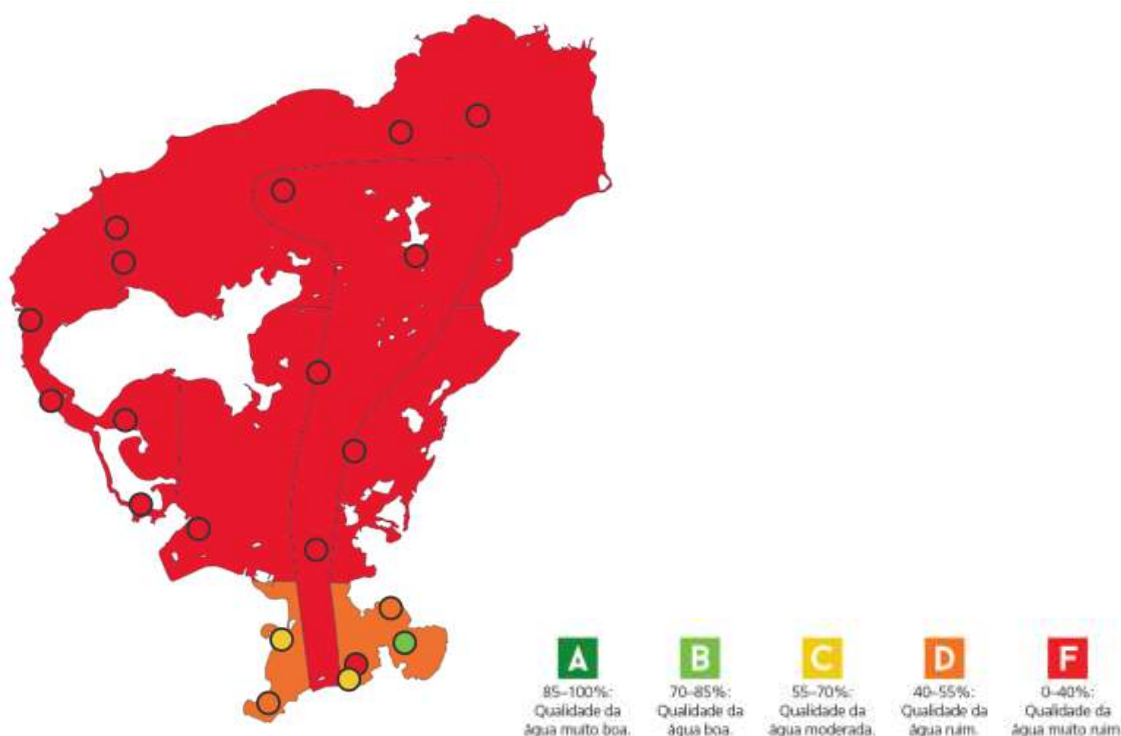 A
B
C
D
F
85–100%:
Qualidade da
água muito boa.
70–85%:
Qualidade da
água boa.
55–70%:
Qualidade da
água moderada.
40–55%:
Qualidade da
água ruim.
0–40%:
Qualidade da
água muito ruim